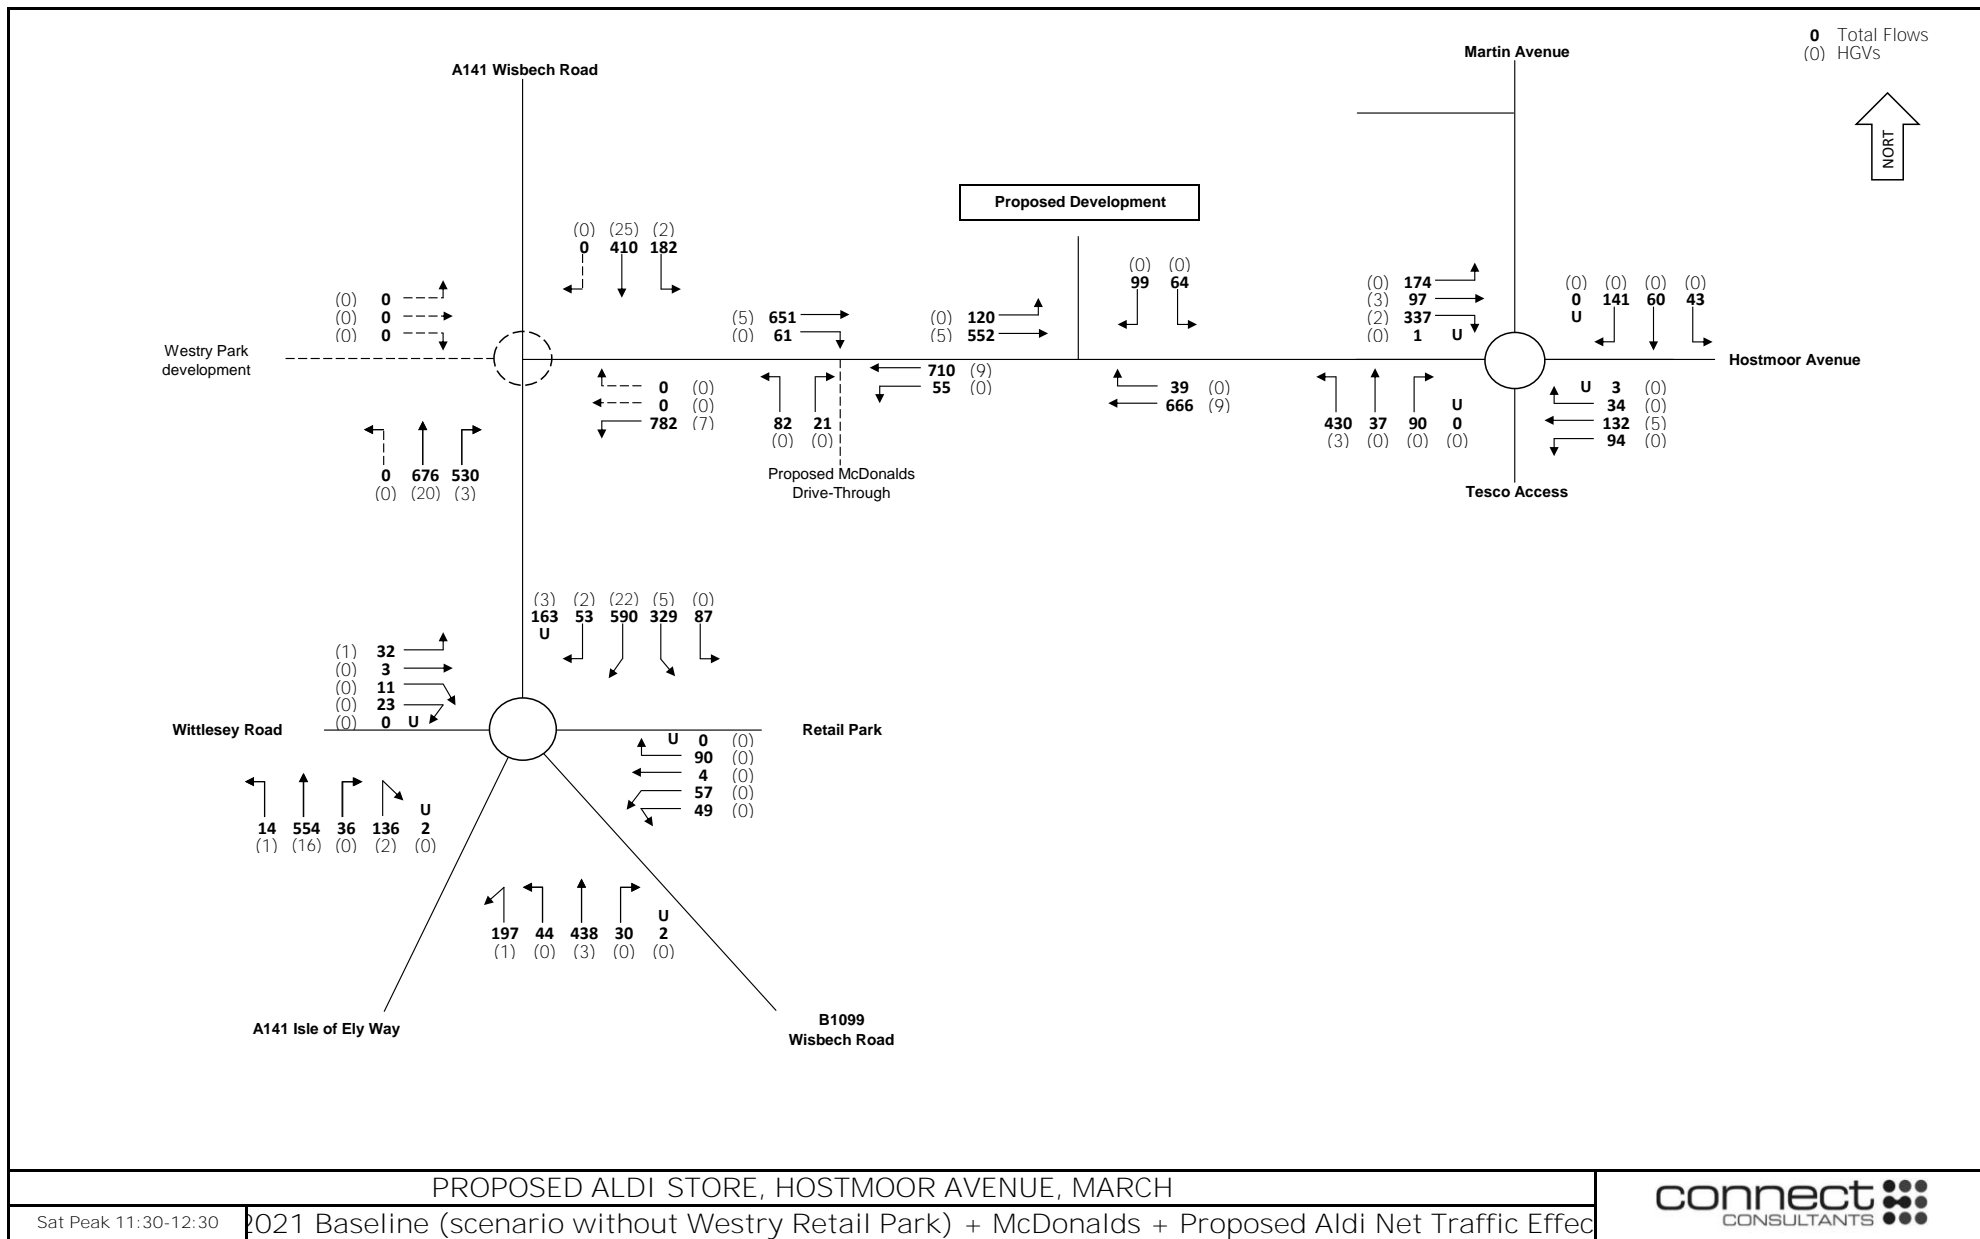 0 Total Flows
(0) HGVs
NORT
A141 Wisbech Road
Martin Avenue
Proposed Development
(0) (25) (2)
0 410 182
(0) 0
(0) 0
(0) 0
Westry Park
development
(5) 651
(0) 61
(0) 120
(5) 552
(0) (0)
99 64
(0) 174
(3) 97
(2) 337
(0) 1 U
(0) (0) (0) (0)
0 141 60 43
U
Hostmoor Avenue
0 (0)
0 (0)
782 (7)
82 21
(0) (0)
710 (9)
55 (0)
39 (0)
666 (9)
U
430 37 90 0
(3) (0) (0) (0)
U 3 (0)
34 (0)
132 (5)
94 (0)
0 676 530
(0) (20) (3)
Proposed McDonalds
Drive-Through
Tesco Access
(3) (2) (22) (5) (0)
163 53 590 329 87
U
(1) 32
(0) 3
(0) 11
(0) 23
(0) 0 U
Wittlesey Road
Retail Park
U 0 (0)
90 (0)
4 (0)
57 (0)
49 (0)
U
14 554 36 136 2
(1) (16) (0) (2) (0)
U
197 44 438 30 2
(1) (0) (3) (0) (0)
A141 Isle of Ely Way
B1099
Wisbech Road
PROPOSED ALDI STORE, HOSTMOOR AVENUE, MARCH
Sat Peak 11:30-12:30
2021 Baseline (scenario without Westry Retail Park) + McDonalds + Proposed Aldi Net Traffic Effec
connect
CONSULTANTS